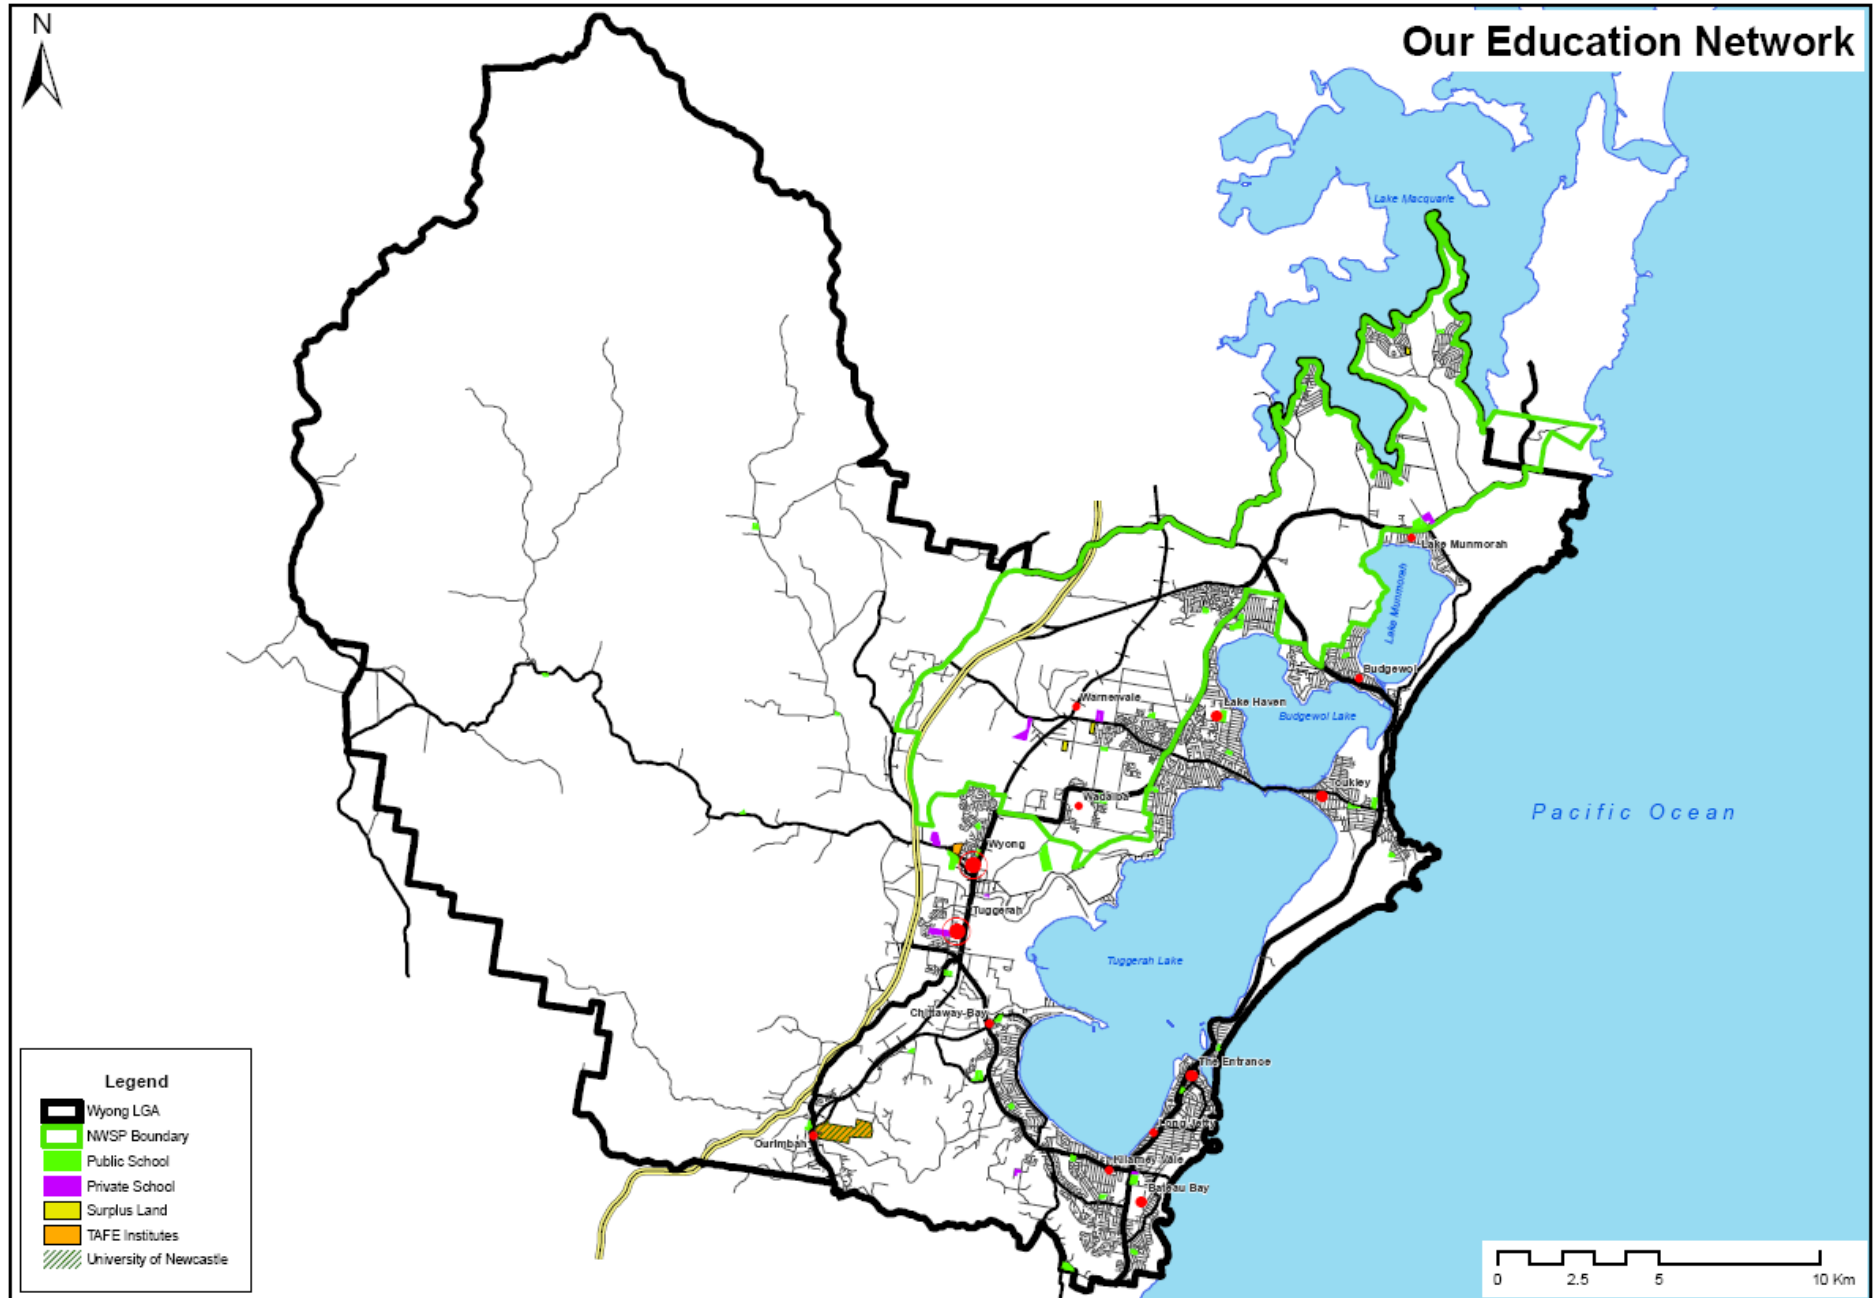 N
Our Education Network
Lake Macquarie
Lake Munmorah
Lake Munmorah
Budgewoi
Warnervale
Lake Haven
Budgewoi Lake
Toukley
Wadalba
Pacific Ocean
Wyong
Tuggerah
Tuggerah Lake
Chittaway Bay
The Entrance
Long Jetty
Ourimbah
Killarney Vale
Bateau Bay
Legend
Wyong LGA
NWSP Boundary
Public School
Private School
Surplus Land
TAFE Institutes
University of Newcastle
0 2.5 5 10 Km